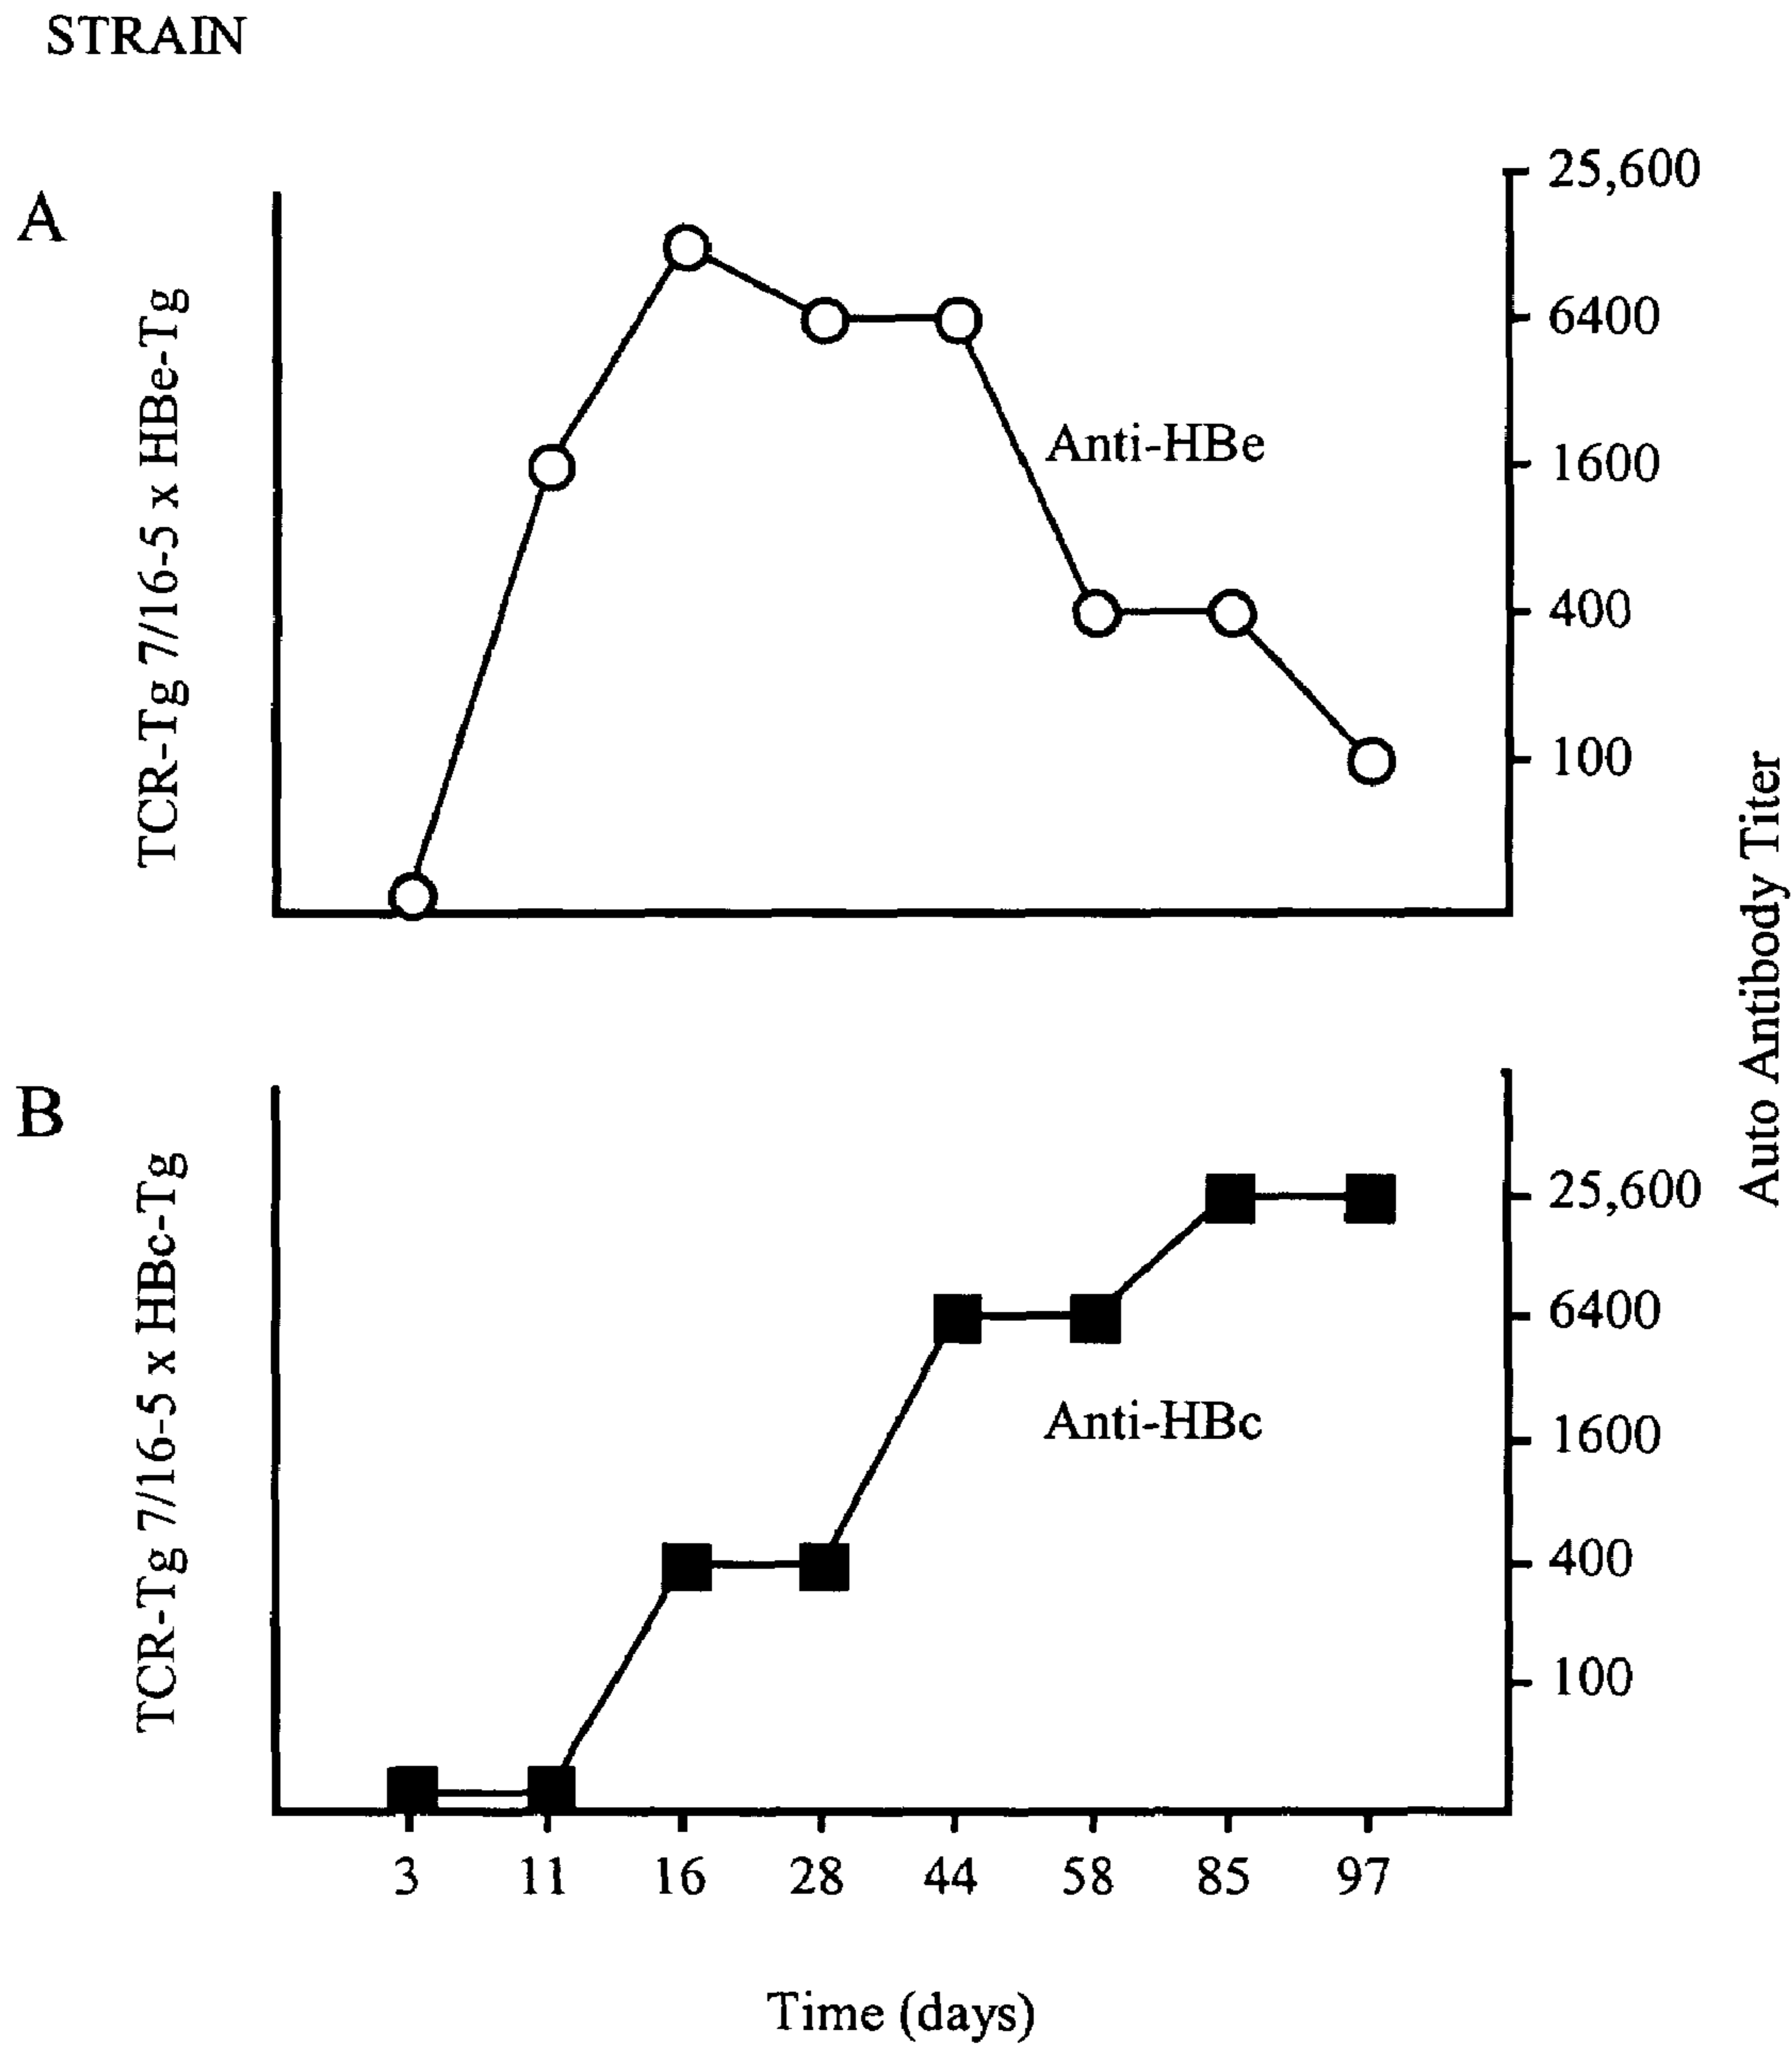 STRAIN
A
TCR-Tg 7/16-5 x HBe-Tg
25,600
6400
1600
400
100
Anti-HBe
Auto Antibody Titer
B
TCR-Tg 7/16-5 x HBc-Tg
25,600
6400
1600
400
100
Anti-HBc
3 11 16 28 44 58 85 97
Time (days)